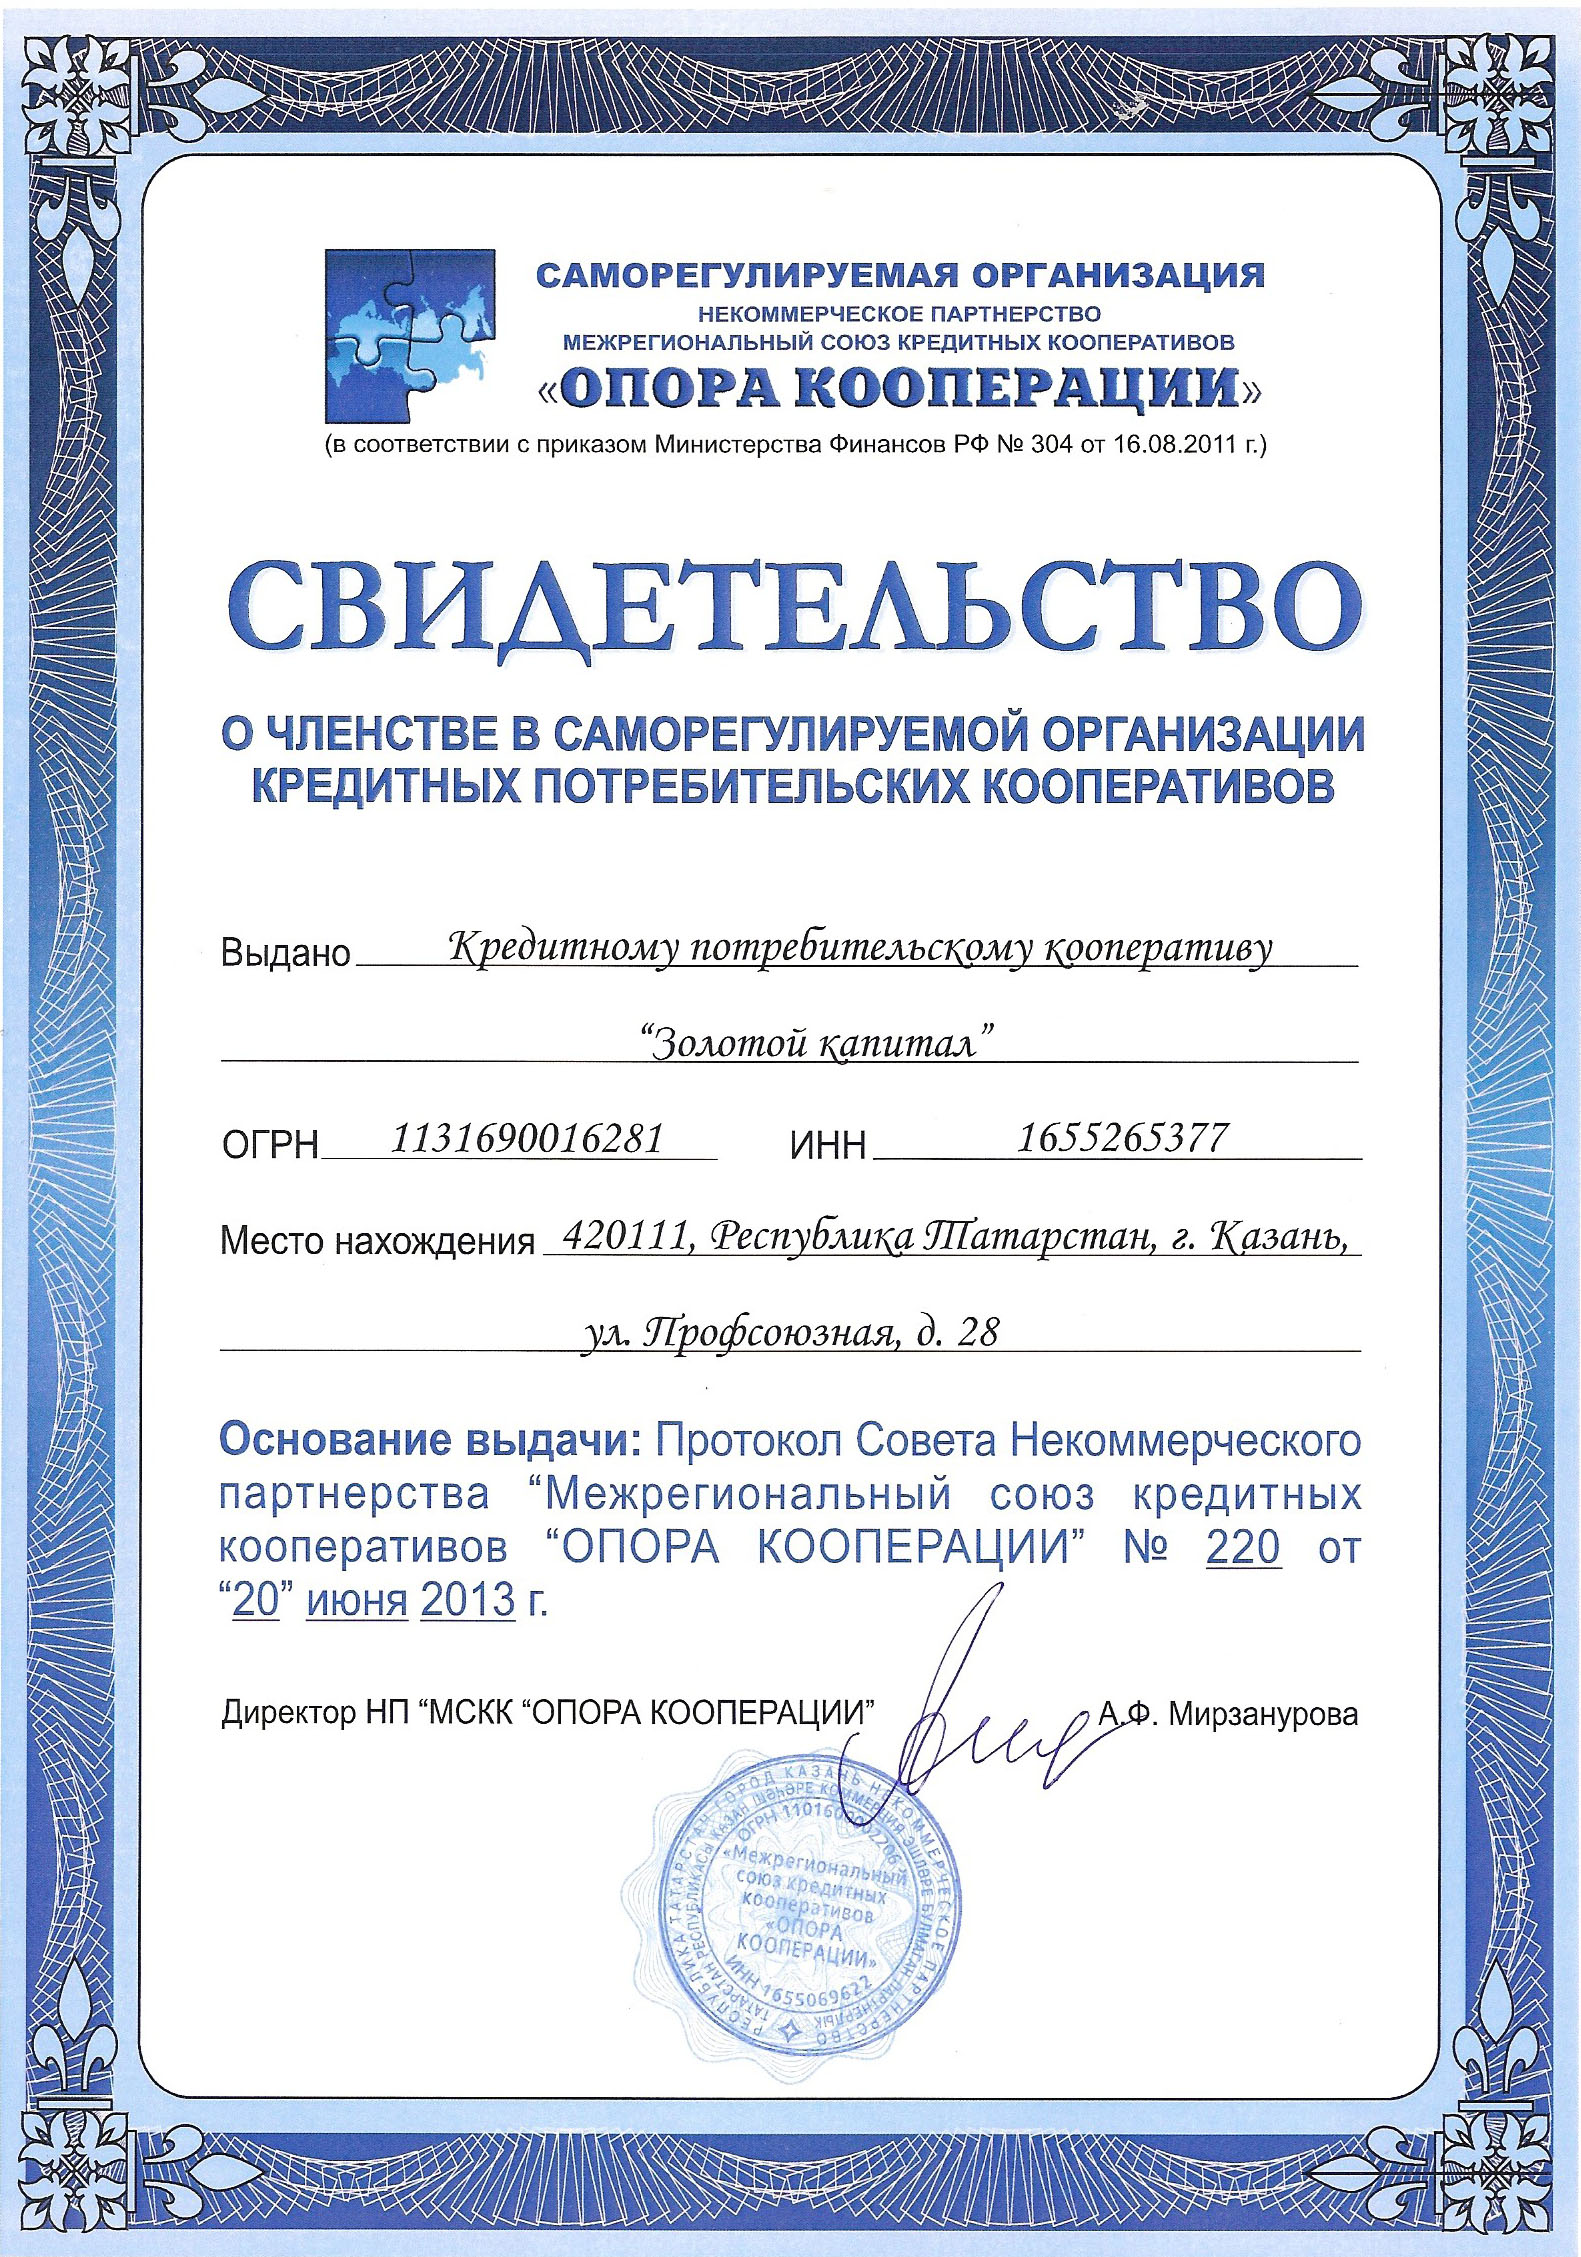 САМОРЕГУЛИРУЕМАЯ ОРГАНИЗАЦИЯ
НЕКОММЕРЧЕСКОЕ ПАРТНЕРСТВО
МЕЖРЕГИОНАЛЬНЫЙ СОЮЗ КРЕДИТНЫХ КООПЕРАТИВОВ
«ОПОРА КООПЕРАЦИИ»
(в соответствии с приказом Министерства Финансов РФ № 304 от 16.08.2011 г.)
СВИДЕТЕЛЬСТВО
О ЧЛЕНСТВЕ В САМОРЕГУЛИРУЕМОЙ ОРГАНИЗАЦИИ
КРЕДИТНЫХ ПОТРЕБИТЕЛЬСКИХ КООПЕРАТИВОВ
Выдано Кредитному потребительскому кооперативу
“Золотой капитал”
ОГРН 1131690016281 ИНН 1655265377
Место нахождения 420111, Республика Татарстан, г. Казань,
ул. Профсоюзная, д. 28
Основание выдачи: Протокол Совета Некоммерческого
партнерства “Межрегиональный союз кредитных
кооперативов “ОПОРА КООПЕРАЦИИ” № 220 от
“20” июня 2013 г.
Директор НП “МСКК “ОПОРА КООПЕРАЦИИ” А.Ф. Мирзанурова
РЕСПУБЛИКА ТАТАРСТАН ГОРОД КАЗАНЬ НЕКОММЕРЧЕСКОЕ ПАРТНЕРСТВО
ТАТАРСТАН РЕСПУБЛИКАСЫ КАЗАН ШӘҺӘРЕ КОММЕРЦИЯ ЭШЛӘРЕ БУЛМАГАН ПАРТНЕРЛЫК
ОГРН 1101600002206
«Межрегиональный
союз кредитных
кооперативов
«ОПОРА
КООПЕРАЦИИ»
ИНН 1655069622